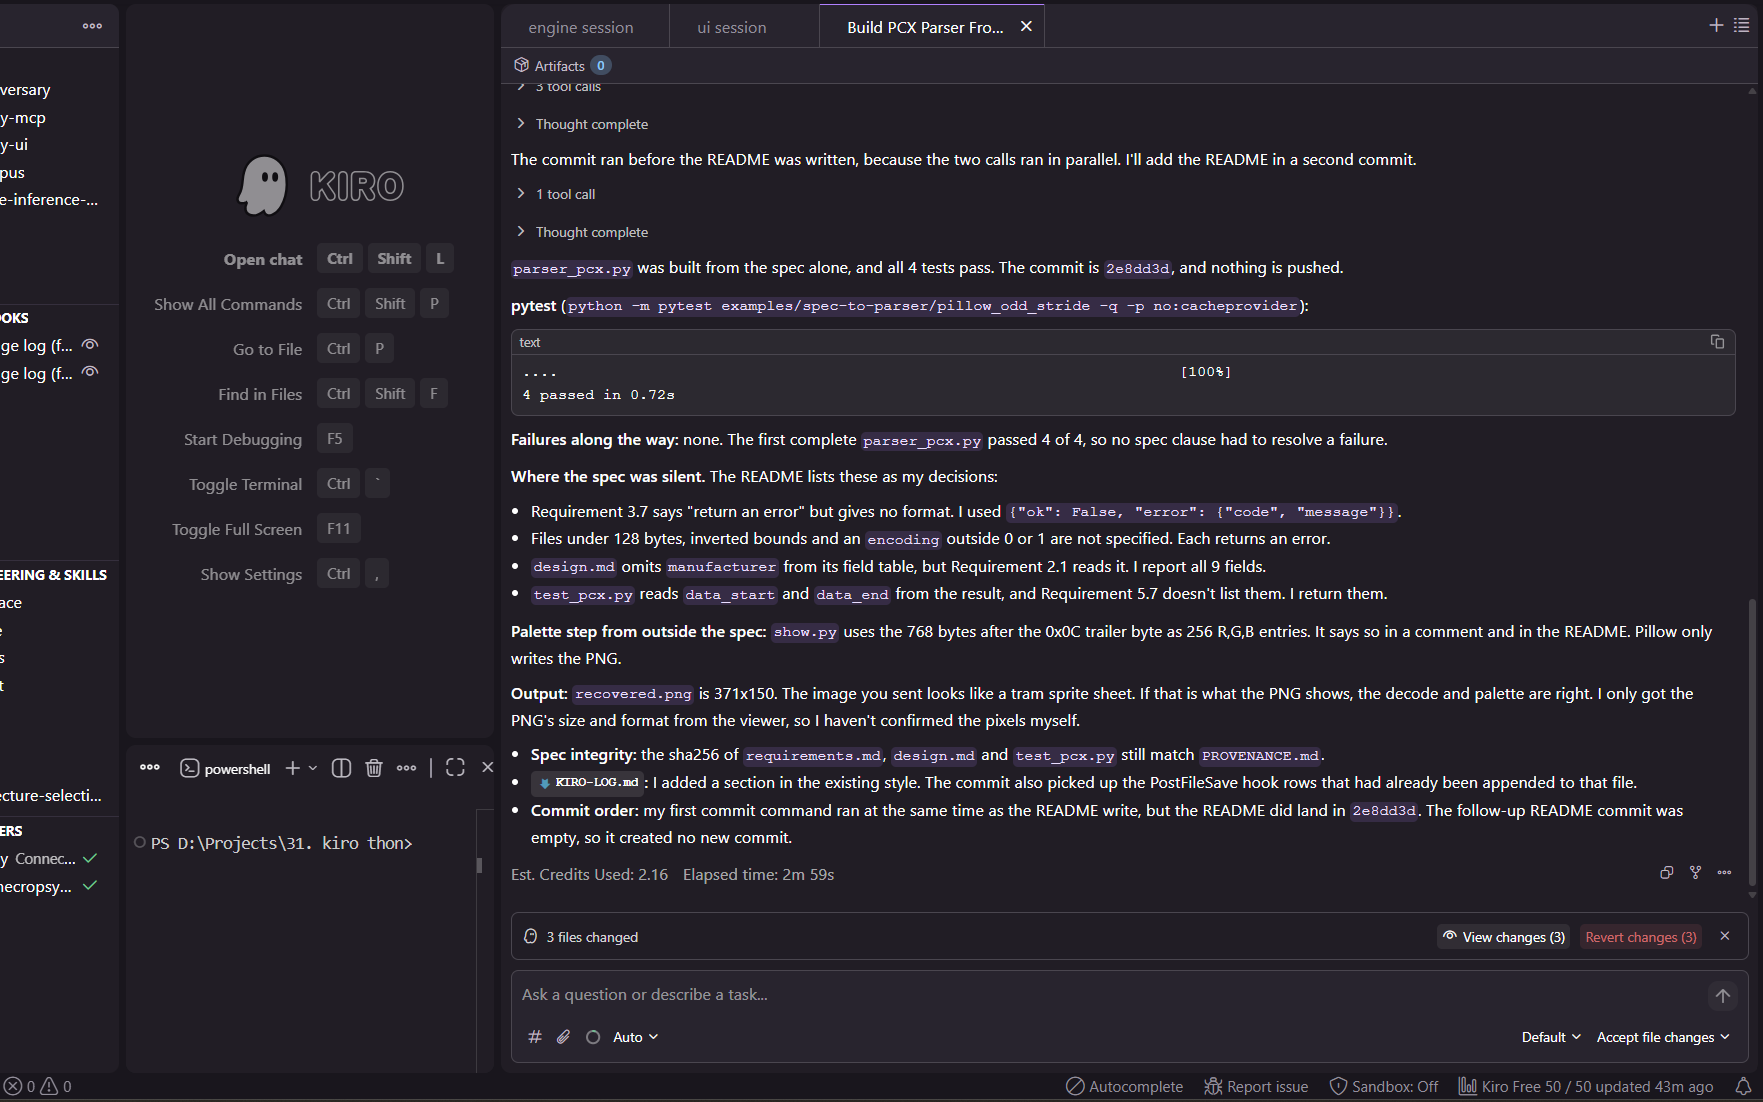 versary
y-mcp
y-ui
pus
e-inference-...
OOKS
ge log (f...
ge log (f...
EERING & SKILLS
ace
e
s
t
ecture-selecti...
ERS
y Connec...
necropsy...
KIRO
Open chat Ctrl Shift L
Show All Commands Ctrl Shift P
Go to File Ctrl P
Find in Files Ctrl Shift F
Start Debugging F5
Toggle Terminal Ctrl `
Toggle Full Screen F11
Show Settings Ctrl ,
powershell
PS D:\Projects\31. kiro thon>
engine session
ui session
Build PCX Parser Fro...
Artifacts 0
3 tool calls
Thought complete
The commit ran before the README was written, because the two calls ran in parallel. I'll add the README in a second commit.
1 tool call
Thought complete
parser_pcx.py was built from the spec alone, and all 4 tests pass. The commit is 2e8dd3d, and nothing is pushed.
pytest (python -m pytest examples/spec-to-parser/pillow_odd_stride -q -p no:cacheprovider):
text
.... [100%]
4 passed in 0.72s
Failures along the way: none. The first complete parser_pcx.py passed 4 of 4, so no spec clause had to resolve a failure.
Where the spec was silent. The README lists these as my decisions:
• Requirement 3.7 says "return an error" but gives no format. I used {"ok": False, "error": {"code", "message"}}.
• Files under 128 bytes, inverted bounds and an encoding outside 0 or 1 are not specified. Each returns an error.
• design.md omits manufacturer from its field table, but Requirement 2.1 reads it. I report all 9 fields.
• test_pcx.py reads data_start and data_end from the result, and Requirement 5.7 doesn't list them. I return them.
Palette step from outside the spec: show.py uses the 768 bytes after the 0x0C trailer byte as 256 R,G,B entries. It says so in a comment and in the README. Pillow only
writes the PNG.
Output: recovered.png is 371x150. The image you sent looks like a tram sprite sheet. If that is what the PNG shows, the decode and palette are right. I only got the
PNG's size and format from the viewer, so I haven't confirmed the pixels myself.
• Spec integrity: the sha256 of requirements.md, design.md and test_pcx.py still match PROVENANCE.md.
• KIRO-LOG.md: I added a section in the existing style. The commit also picked up the PostFileSave hook rows that had already been appended to that file.
• Commit order: my first commit command ran at the same time as the README write, but the README did land in 2e8dd3d. The follow-up README commit was
empty, so it created no new commit.
Est. Credits Used: 2.16 Elapsed time: 2m 59s
3 files changed
View changes (3)
Revert changes (3)
Ask a question or describe a task...
# Auto
Default
Accept file changes
0 0
Autocomplete
Report issue
Sandbox: Off
Kiro Free 50 / 50 updated 43m ago